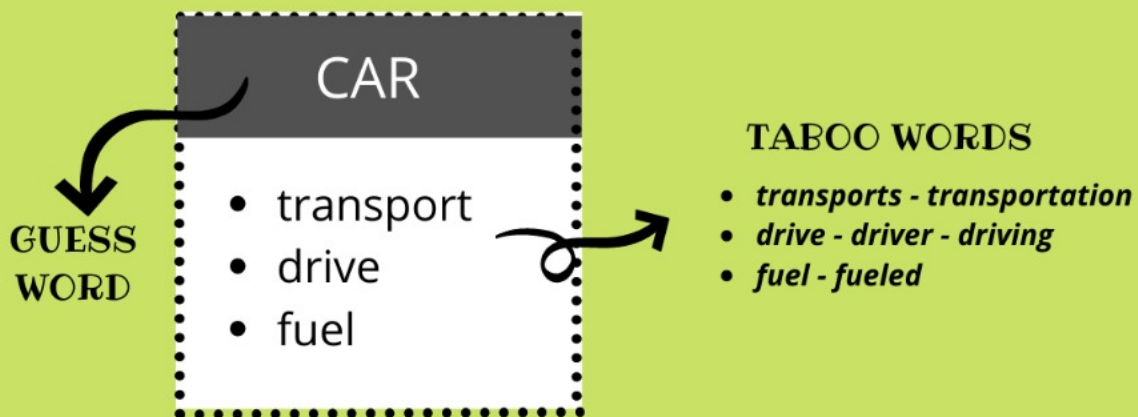 CAR
• transport
• drive
• fuel
GUESS
WORD
TABOO WORDS
• transports - transportation
• drive - driver - driving
• fuel - fueled